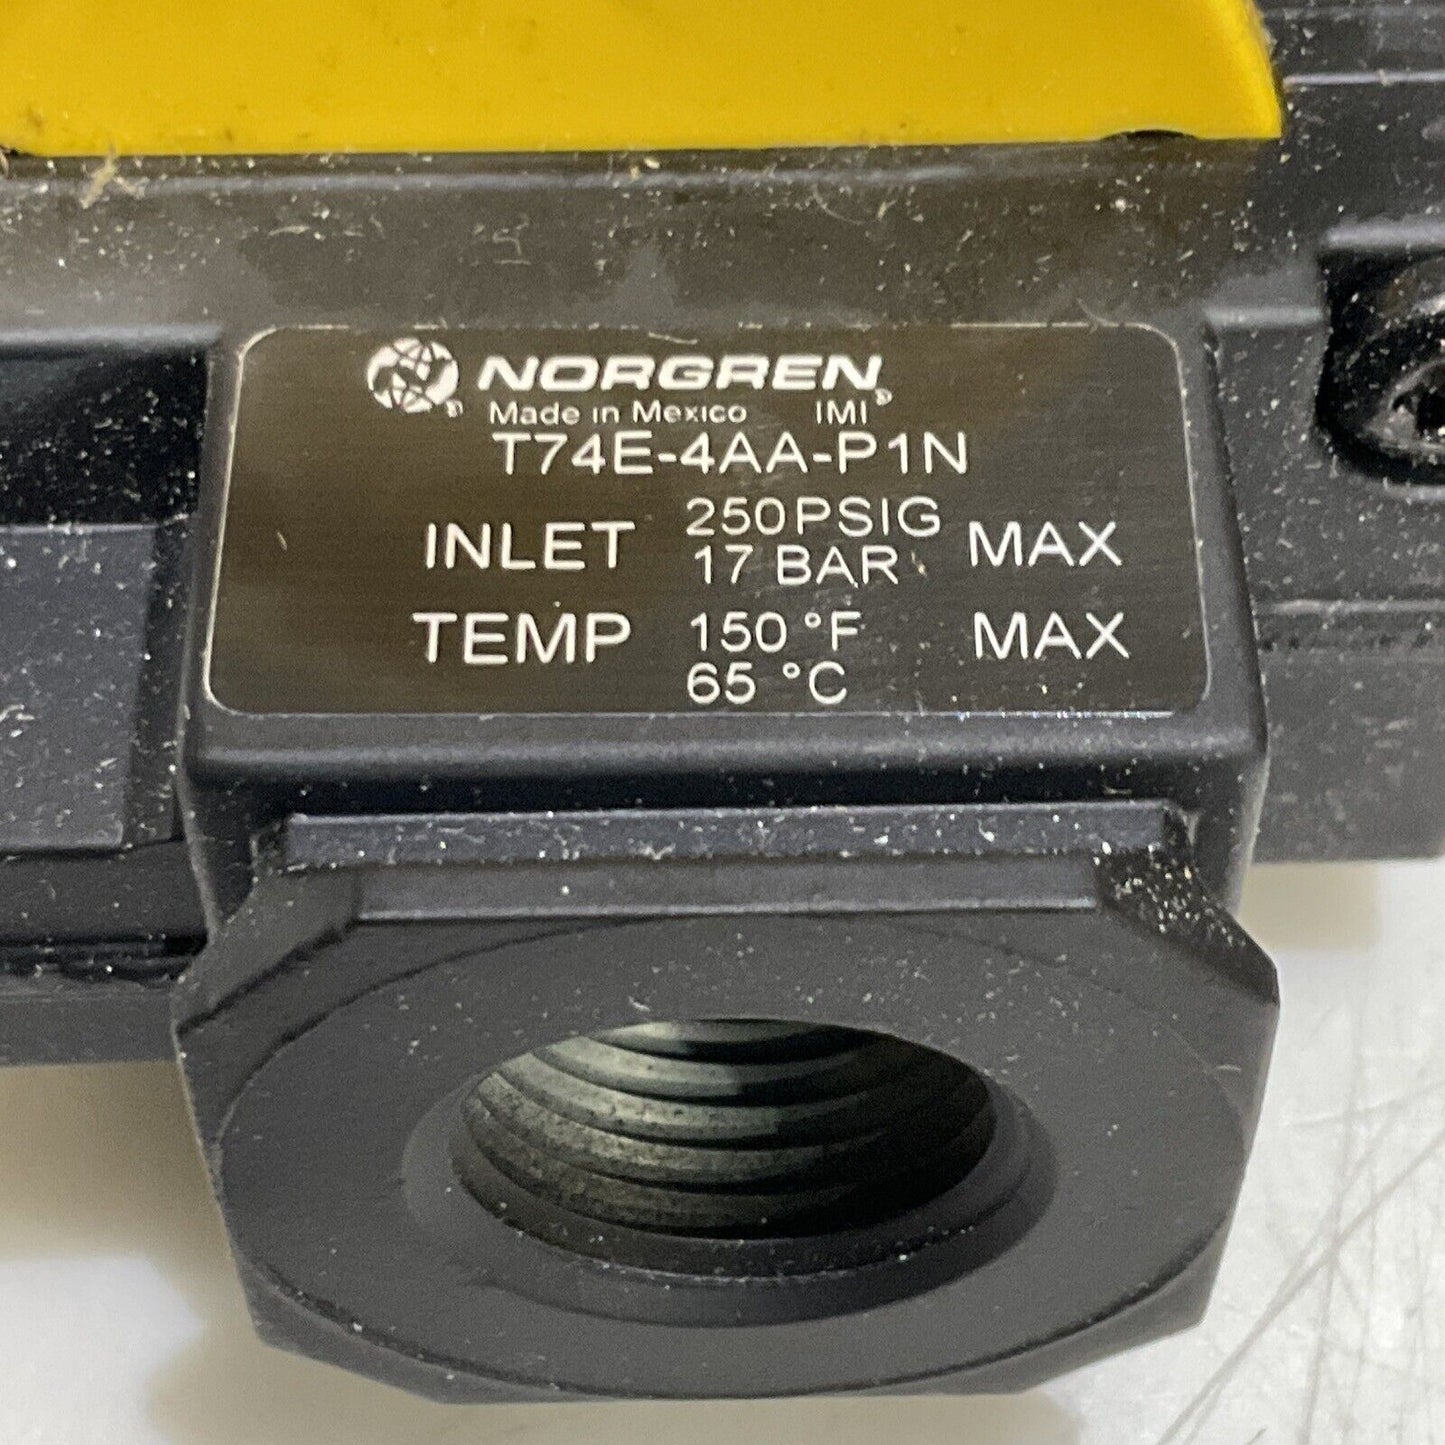 NORGREN®
® Made in Mexico IMI
T74E-4AA-P1N
INLET 250PSIG MAX
17 BAR
TEMP 150 °F MAX
65 °C